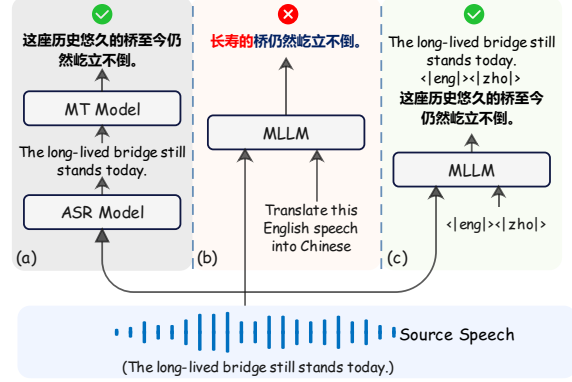 这座历史悠久的桥至今仍
然屹立不倒。
MT Model
The long-lived bridge still
stands today.
ASR Model
(a)
长寿的桥仍然屹立不倒。
MLLM
Translate this
English speech
into Chinese
(b)
The long-lived bridge still
stands today.
<|eng|><|zho|>
这座历史悠久的桥至今
仍然屹立不倒。
MLLM
<|eng|><|zho|>
(c)
Source Speech
(The long-lived bridge still stands today.)